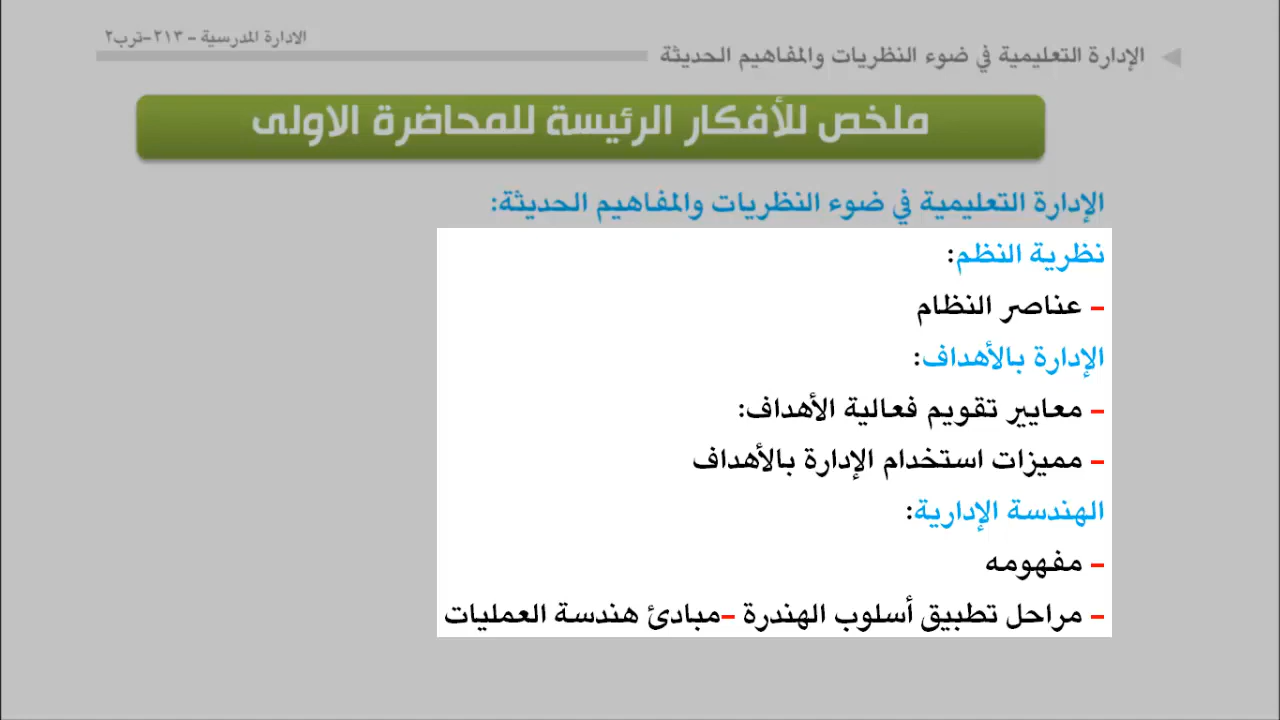 الادارة المدرسية - ٢١٣-ترب٢
الإدارة التعليمية في ضوء النظريات والمفاهيم الحديثة
ملخص للأفكار الرئيسة للمحاضرة الاولى
الإدارة التعليمية في ضوء النظريات والمفاهيم الحديثة:
نظرية النظم:
- عناصر النظام
الإدارة بالأهداف:
- معايير تقويم فعالية الأهداف:
- مميزات استخدام الإدارة بالأهداف
الهندسة الإدارية:
- مفهومه
- مراحل تطبيق أسلوب الهندرة -مبادئ هندسة العمليات